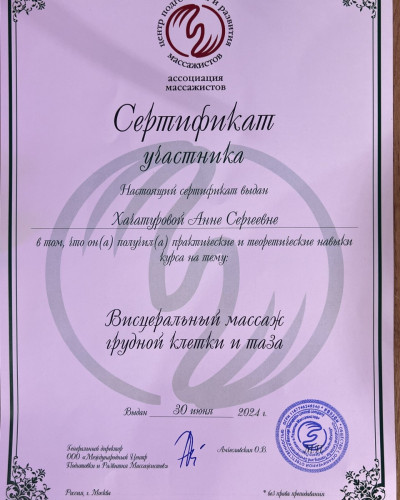 центр подготовки и развития массажистов
ассоциация
массажистов
Сертификат
участника
Настоящий сертификат выдан
Хачатуровой Анне Сергеевне
в том, что он(а) получил(а) практические и теоретические навыки
курса на тему:
Висцеральный массаж
грудной клетки и таза
Выдан 30 июня 2024 г.
Генеральный директор
ООО «Международный Центр
Подготовки и Развития Массажистов»
О.В.
Россия, г. Москва
* без права преподавания